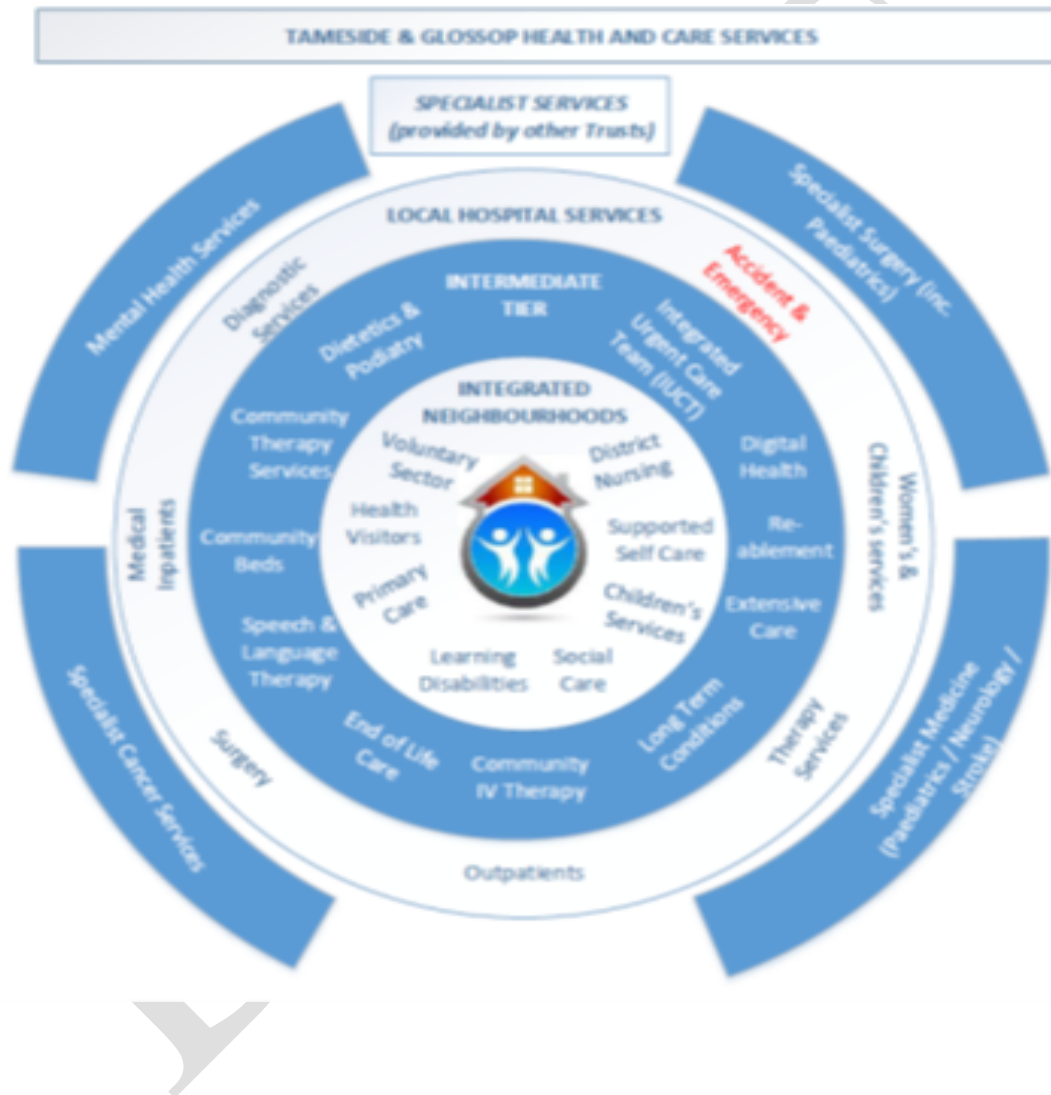 TAMESIDE & GLOSSOP HEALTH AND CARE SERVICES
SPECIALIST SERVICES
(provided by other Trusts)
Mental Health Services
Specialist Surgery (inc.
Paediatrics)
LOCAL HOSPITAL SERVICES
Diagnostic
Services
Accident &
Emergency
INTERMEDIATE
TIER
Dietetics &
Podiatry
Integrated
Urgent Care
Team (IUCT)
INTEGRATED
NEIGHBOURHOODS
Community
Therapy
Services
Voluntary
Sector
District
Nursing
Digital
Health
Women's &
Children's services
Medical
Inpatients
Community
Beds
Health
Visitors
Supported
Self Care
Re-
ablement
Primary
Care
Children's
Services
Extensive
Care
Speech &
Language
Therapy
Learning
Disabilities
Social
Care
Long Term
Conditions
End of Life
Care
Community
IV Therapy
Surgery
Therapy
Services
Outpatients
Specialist Cancer Services
Specialist Medicine
(Paediatrics / Neurology /
Stroke)